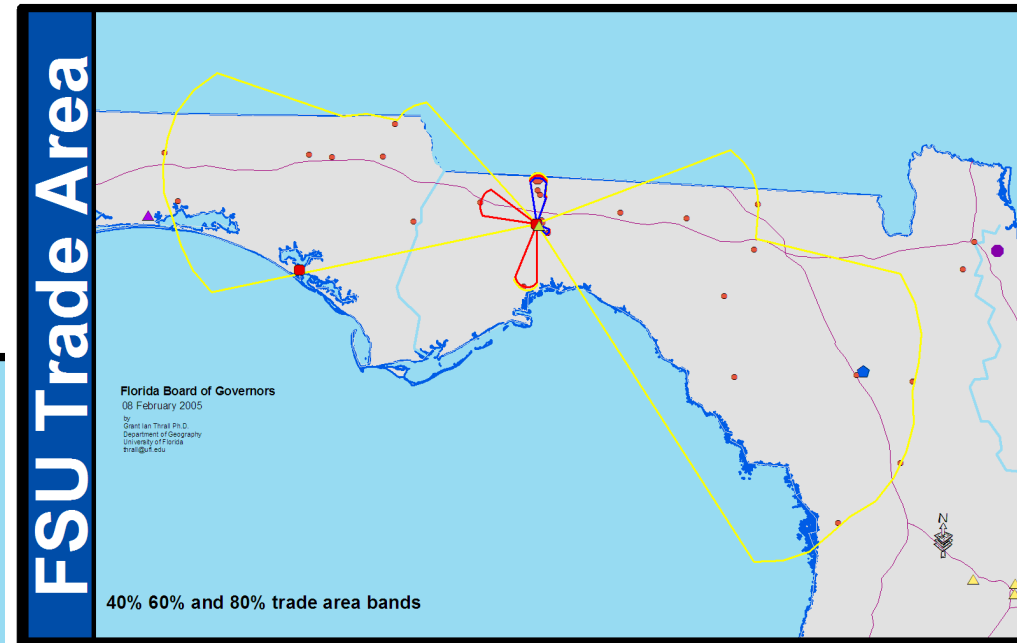 FSU Trade Area
Florida Board of Governors
08 February 2005
by
Grant Ian Thrall Ph.D.
Department of Geography
University of Florida
thrall@ufl.edu
N
40% 60% and 80% trade area bands